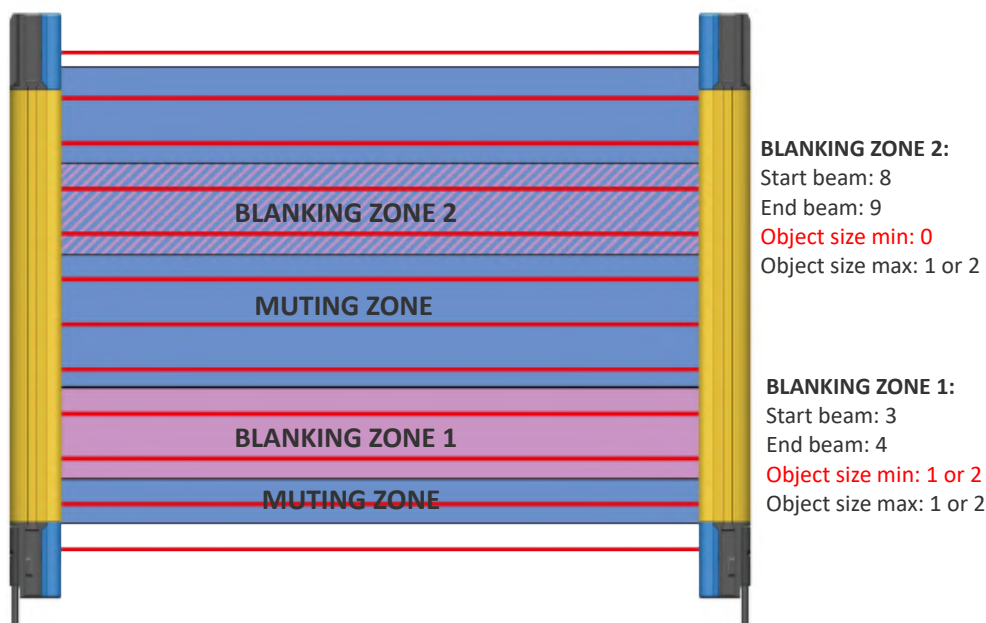 BLANKING ZONE 2
MUTING ZONE
BLANKING ZONE 1
MUTING ZONE
BLANKING ZONE 2:
Start beam: 8
End beam: 9
Object size min: 0
Object size max: 1 or 2
BLANKING ZONE 1:
Start beam: 3
End beam: 4
Object size min: 1 or 2
Object size max: 1 or 2